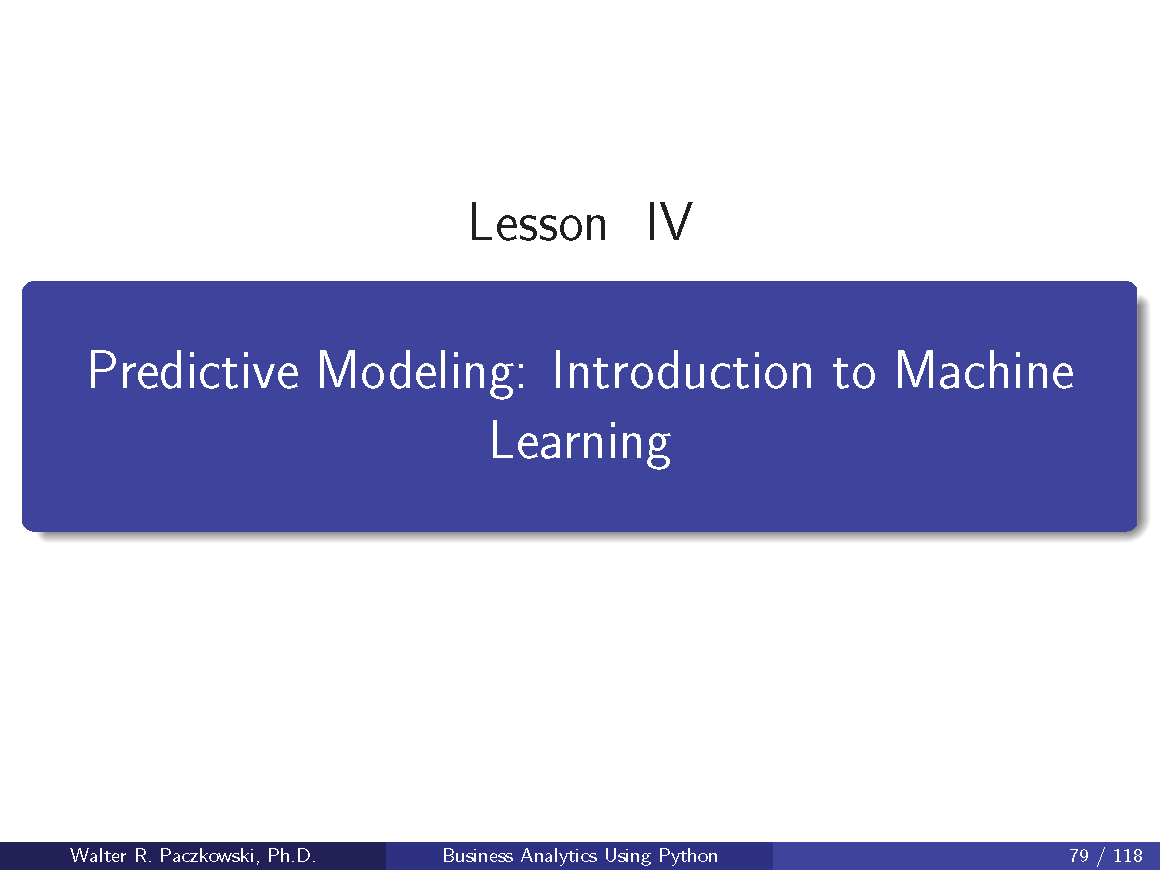 Lesson IV
Predictive Modeling: Introduction to Machine
Learning
Walter R. Paczkowski, Ph.D.
Business Analytics Using Python
79 / 118